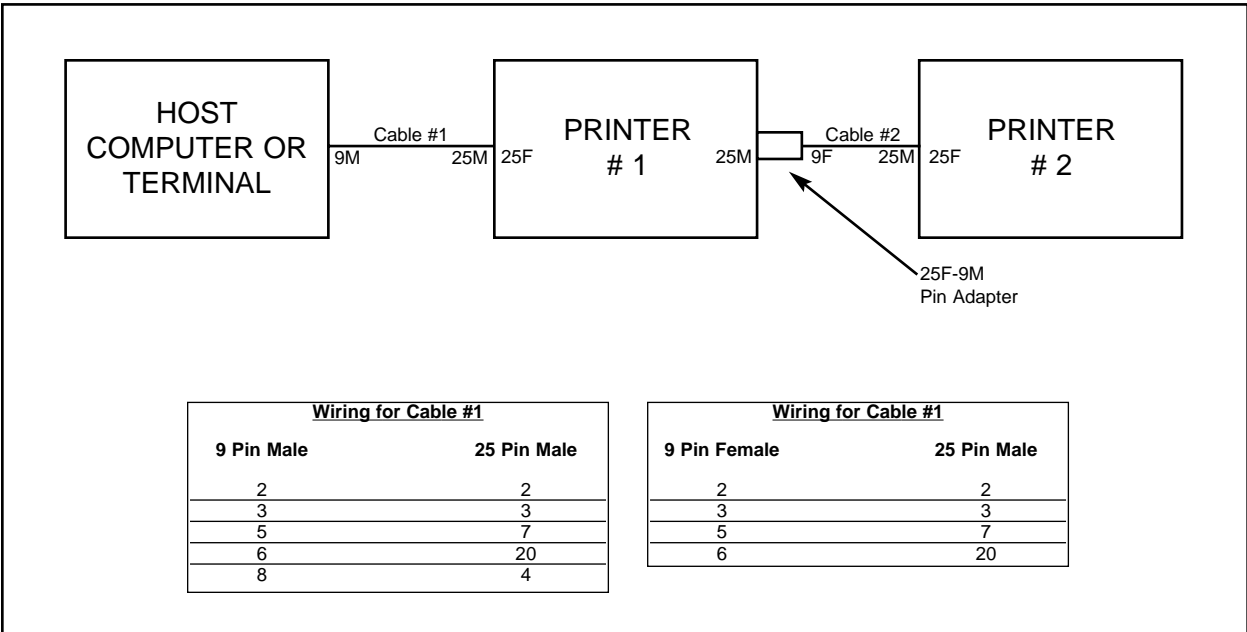 HOST
COMPUTER OR
TERMINAL
9M
Cable #1
25M
25F
PRINTER
# 1
25M
9F
Cable #2
25M
25F
PRINTER
# 2
25F-9M
Pin Adapter
Wiring for Cable #1
9 Pin Male 25 Pin Male
2 2
3 3
5 7
6 20
8 4
Wiring for Cable #1
9 Pin Female 25 Pin Male
2 2
3 3
5 7
6 20